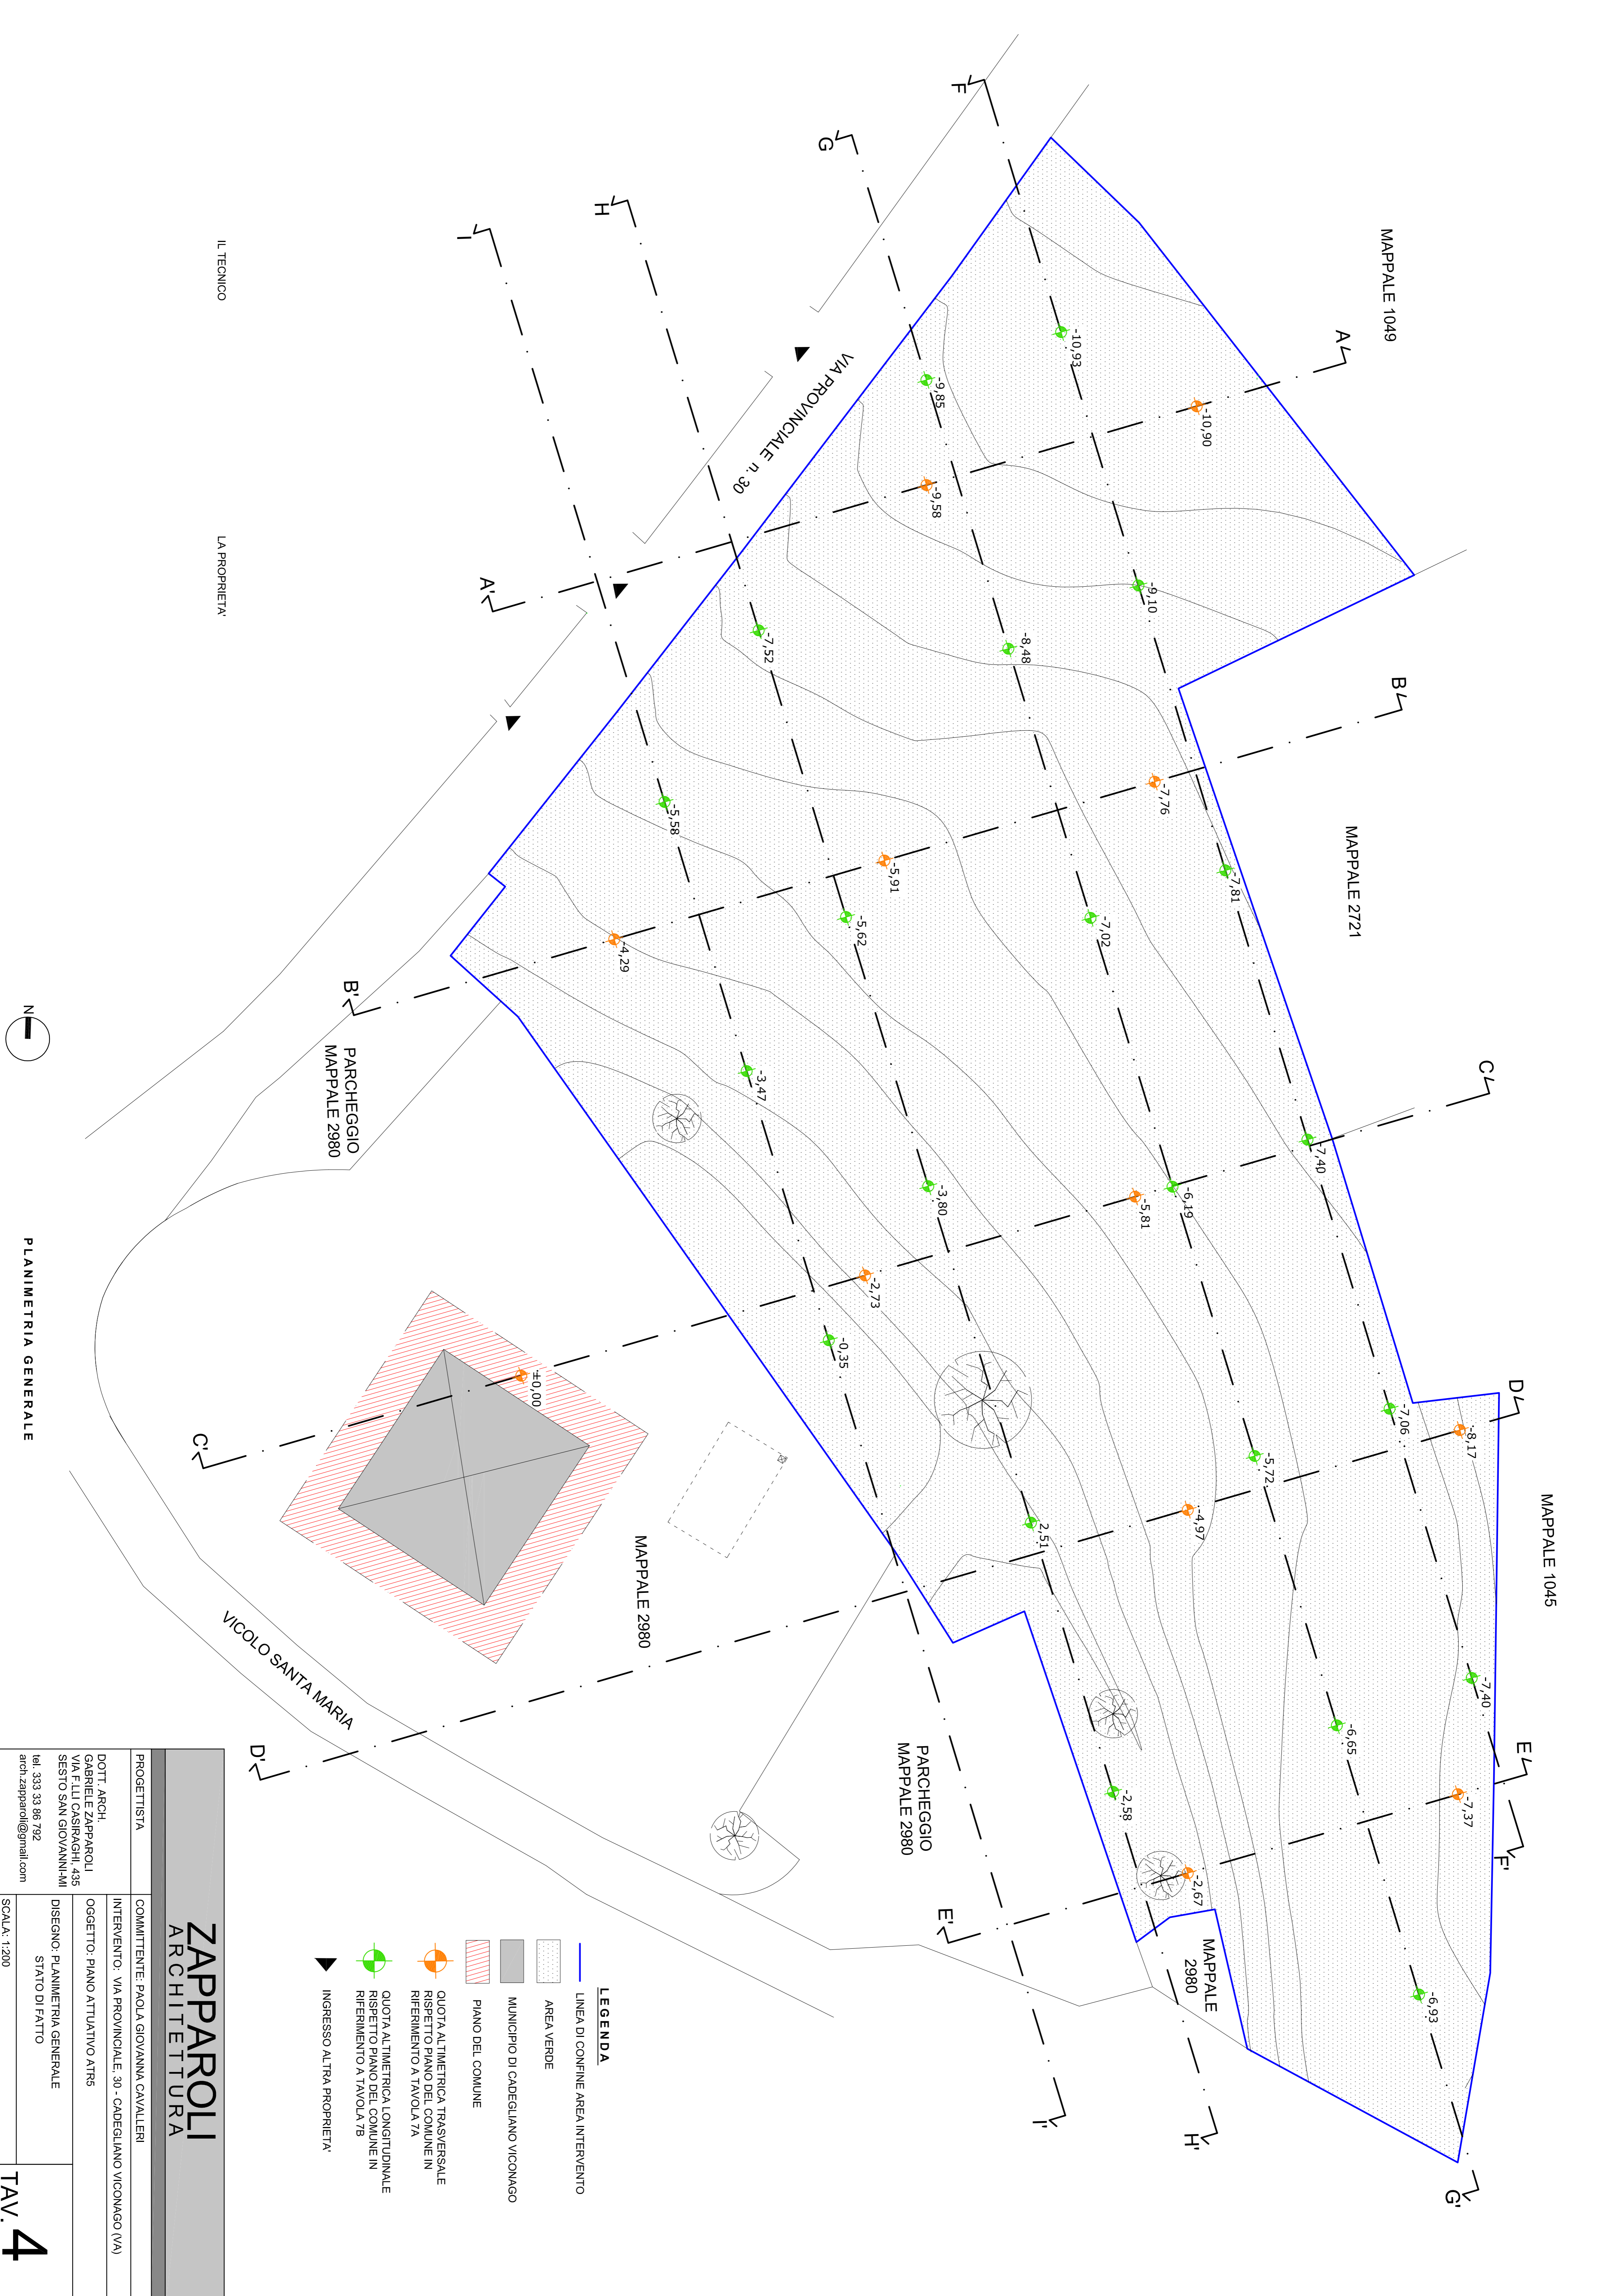 MAPPALE 1049
MAPPALE 2721
MAPPALE 1045
A
B
C
D
E
F
G
H
I
A'
B'
C'
D'
E'
F'
G'
H'
I'
-10,93
-9,10
-7,81
-7,40
-7,06
-7,40
-9,85
-8,48
-7,02
-6,19
-5,72
-6,65
-6,93
-7,52
-5,62
-3,80
2,51
-2,58
-5,58
-3,47
-0,35
-10,90
-9,58
-7,76
-5,91
-4,29
-5,81
-2,73
±0,00
-8,17
-4,97
-7,37
-2,67
VIA PROVINCIALE n. 30
PARCHEGGIO
MAPPALE 2980
MAPPALE 2980
PARCHEGGIO
MAPPALE 2980
MAPPALE
2980
VICOLO SANTA MARIA
IL TECNICO
LA PROPRIETA'
N
PLANIMETRIA GENERALE
LEGENDA
LINEA DI CONFINE AREA INTERVENTO
AREA VERDE
MUNICIPIO DI CADEGLIANO VICONAGO
PIANO DEL COMUNE
QUOTA ALTIMETRICA TRASVERSALE
RISPETTO PIANO DEL COMUNE IN
RIFERIMENTO A TAVOLA 7A
QUOTA ALTIMETRICA LONGITUDINALE
RISPETTO PIANO DEL COMUNE IN
RIFERIMENTO A TAVOLA 7B
INGRESSO ALTRA PROPRIETA'
ZAPPAROLI
ARCHITETTURA
PROGETTISTA
DOTT. ARCH.
GABRIELE ZAPPAROLI
VIA F.LLI CASIRAGHI, 435
SESTO SAN GIOVANNI-MI
tel. 333 33 86 792
arch.zapparoli@gmail.com
COMMITTENTE: PAOLA GIOVANNA CAVALLERI
INTERVENTO: VIA PROVINCIALE, 30 - CADEGLIANO VICONAGO (VA)
OGGETTO: PIANO ATTUATIVO ATR5
DISEGNO: PLANIMETRIA GENERALE
STATO DI FATTO
SCALA: 1:200
TAV. 4